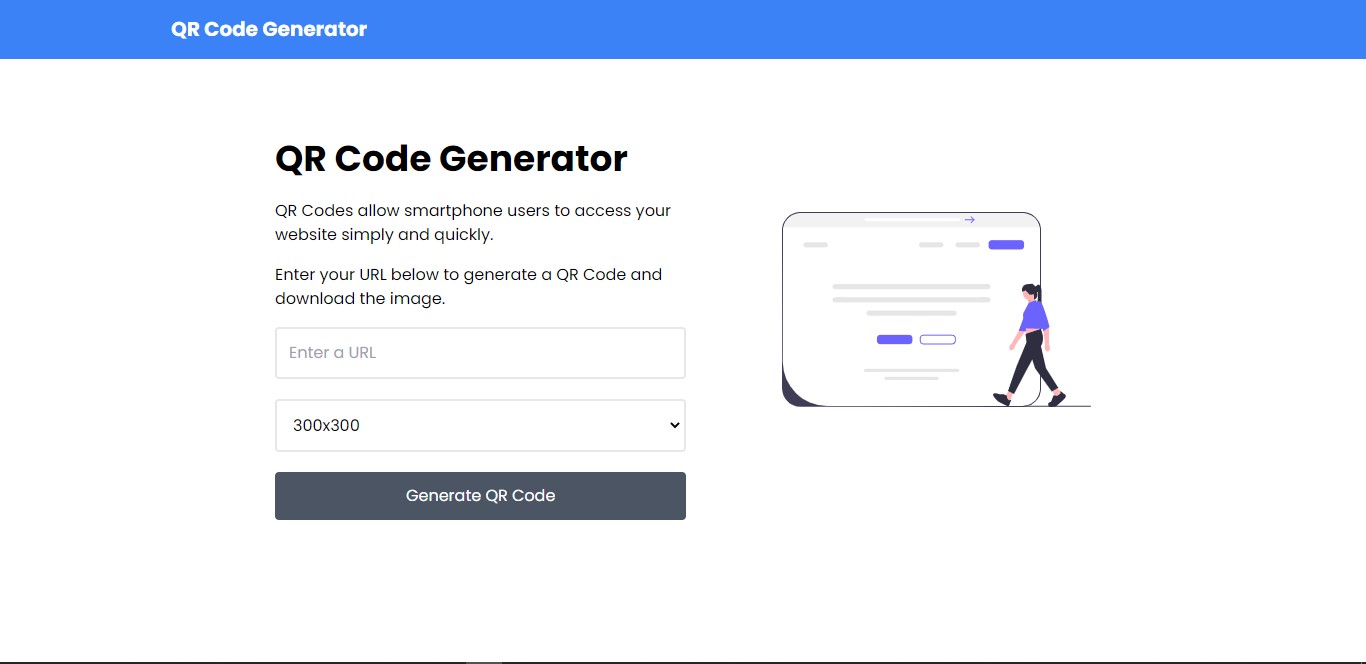 QR Code Generator
QR Code Generator
QR Codes allow smartphone users to access your
website simply and quickly.
Enter your URL below to generate a QR Code and
download the image.
Enter a URL
300x300
Generate QR Code